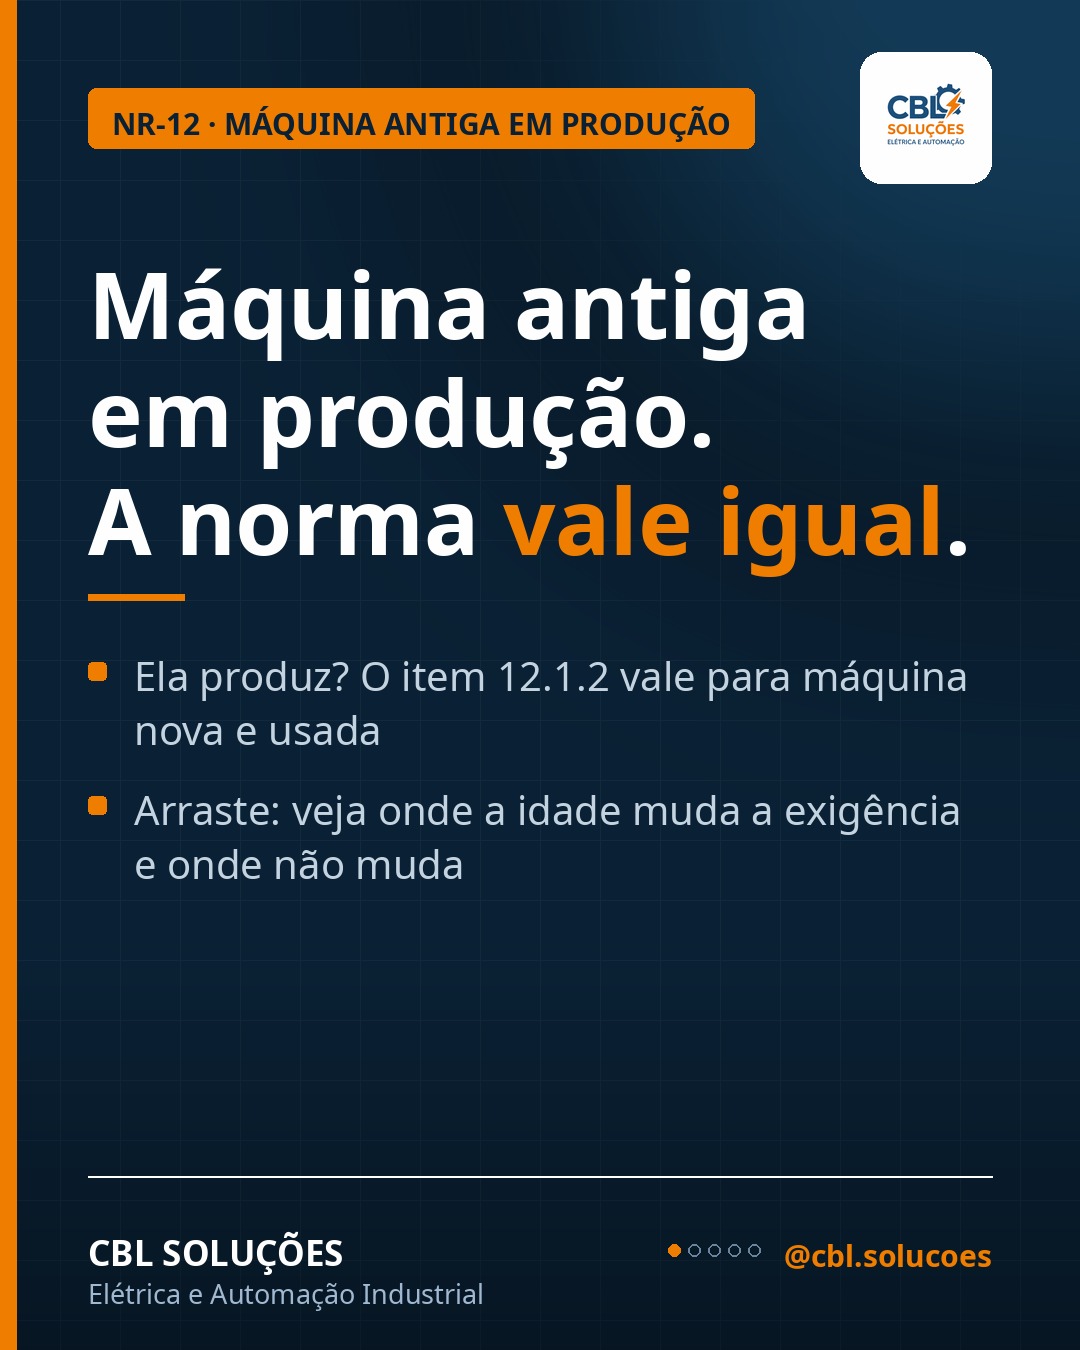 NR-12 · MÁQUINA ANTIGA EM PRODUÇÃO
CBL
SOLUÇÕES
ELÉTRICA E AUTOMAÇÃO
Máquina antiga
em produção.
A norma vale igual.
Ela produz? O item 12.1.2 vale para máquina
nova e usada
Arraste: veja onde a idade muda a exigência
e onde não muda
CBL SOLUÇÕES
Elétrica e Automação Industrial
@cbl.solucoes